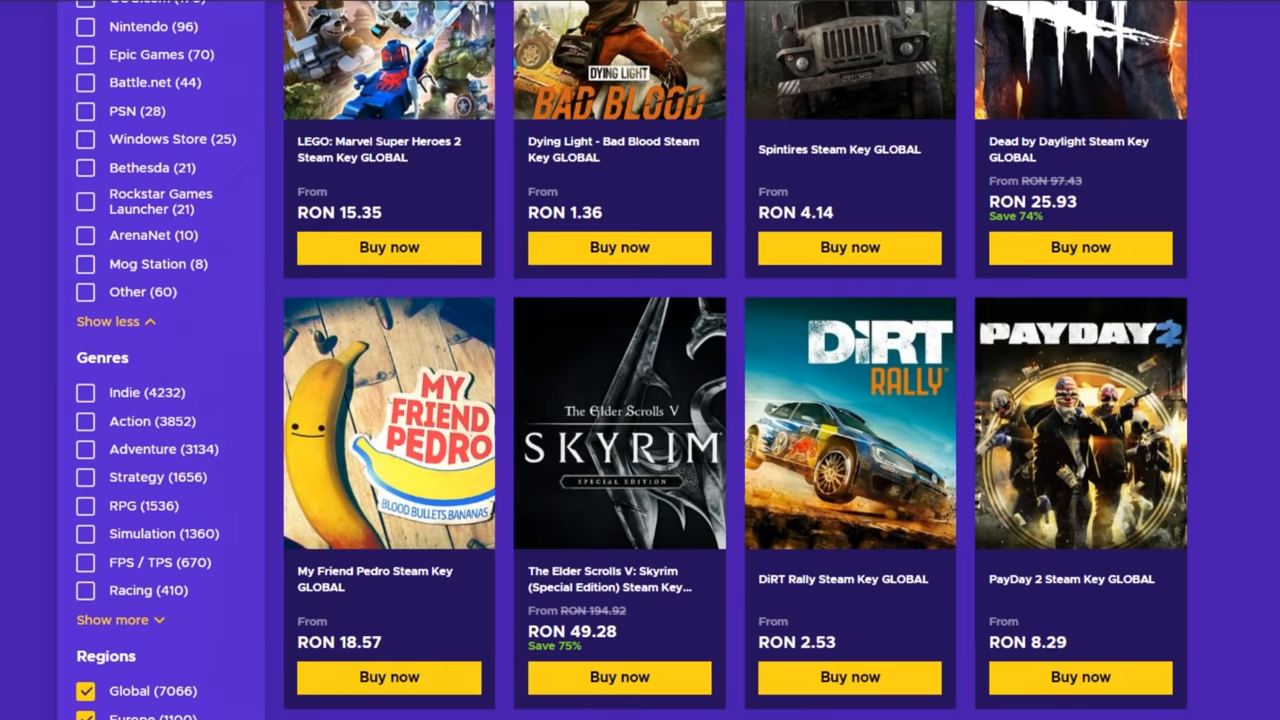 Nintendo (96)
Epic Games (70)
Battle.net (44)
PSN (28)
Windows Store (25)
Bethesda (21)
Rockstar Games
Launcher (21)
ArenaNet (10)
Mog Station (8)
Other (60)
Show less
Genres
Indie (4232)
Action (3852)
Adventure (3134)
Strategy (1656)
RPG (1536)
Simulation (1360)
FPS / TPS (670)
Racing (410)
Show more
Regions
Global (7066)
Europe (1100)
LEGO: Marvel Super Heroes 2
Steam Key GLOBAL
From
RON 15.35
Buy now
DYING LIGHT
BAD BLOOD
Dying Light - Bad Blood Steam
Key GLOBAL
From
RON 1.36
Buy now
Spintires Steam Key GLOBAL
From
RON 4.14
Buy now
Dead by Daylight Steam Key
GLOBAL
From RON 97.43
RON 25.93
Save 74%
Buy now
MY
FRIEND
PEDRO
BLOOD BULLETS BANANAS
My Friend Pedro Steam Key
GLOBAL
From
RON 18.57
Buy now
The Elder Scrolls V
SKYRIM
SPECIAL EDITION
The Elder Scrolls V: Skyrim
(Special Edition) Steam Key...
From RON 194.92
RON 49.28
Save 75%
Buy now
DiRT
RALLY
DiRT Rally Steam Key GLOBAL
From
RON 2.53
Buy now
PAYDAY 2
PayDay 2 Steam Key GLOBAL
From
RON 8.29
Buy now